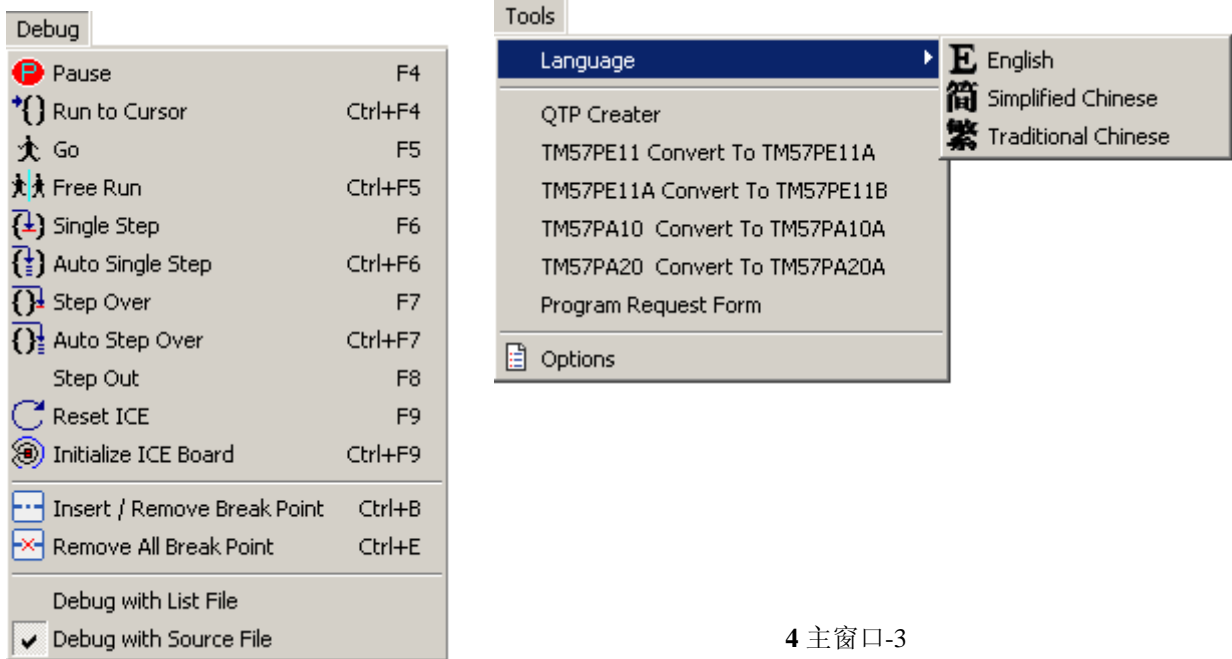 Debug
Pause F4
Run to Cursor Ctrl+F4
Go F5
Free Run Ctrl+F5
Single Step F6
Auto Single Step Ctrl+F6
Step Over F7
Auto Step Over Ctrl+F7
Step Out F8
Reset ICE F9
Initialize ICE Board Ctrl+F9
Insert / Remove Break Point Ctrl+B
Remove All Break Point Ctrl+E
Debug with List File
Debug with Source File
Tools
Language
QTP Creater
TM57PE11 Convert To TM57PE11A
TM57PE11A Convert To TM57PE11B
TM57PA10 Convert To TM57PA10A
TM57PA20 Convert To TM57PA20A
Program Request Form
Options
E English
简 Simplified Chinese
繁 Traditional Chinese
4 主窗口-3